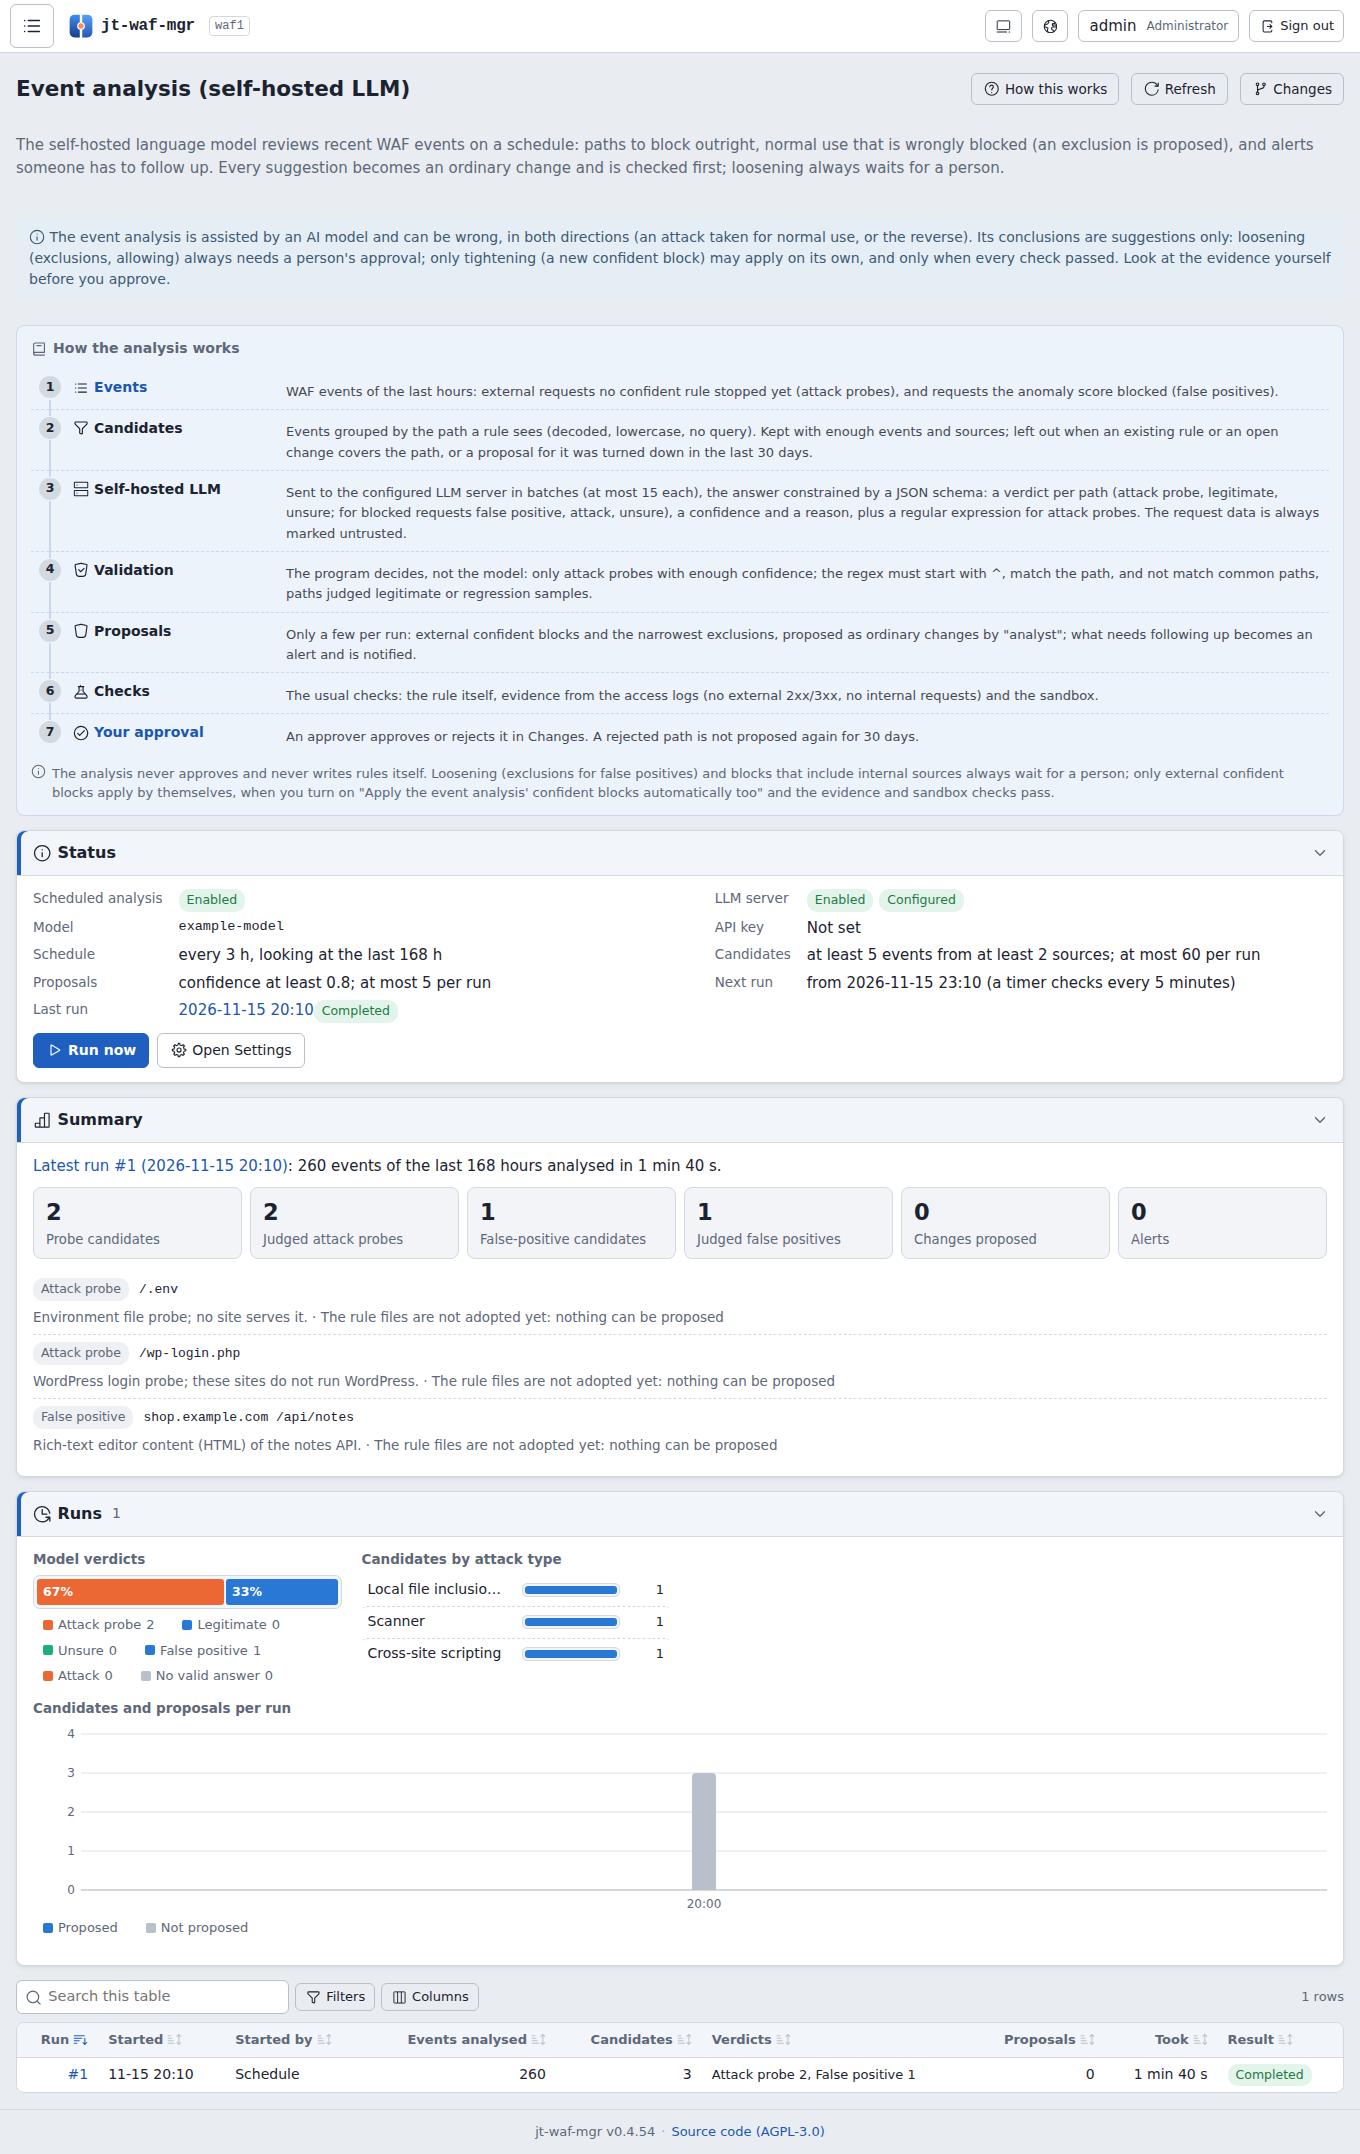 jt-waf-mgr waf1 admin Administrator Sign out
Event analysis (self-hosted LLM) How this works Refresh Changes
The self-hosted language model reviews recent WAF events on a schedule: paths to block outright, normal use that is wrongly blocked (an exclusion is proposed), and alerts
someone has to follow up. Every suggestion becomes an ordinary change and is checked first; loosening always waits for a person.
The event analysis is assisted by an AI model and can be wrong, in both directions (an attack taken for normal use, or the reverse). Its conclusions are suggestions only: loosening
(exclusions, allowing) always needs a person's approval; only tightening (a new confident block) may apply on its own, and only when every check passed. Look at the evidence yourself
before you approve.
How the analysis works
1 Events WAF events of the last hours: external requests no confident rule stopped yet (attack probes), and requests the anomaly score blocked (false positives).
2 Candidates Events grouped by the path a rule sees (decoded, lowercase, no query). Kept with enough events and sources; left out when an existing rule or an open
change covers the path, or a proposal for it was turned down in the last 30 days.
3 Self-hosted LLM Sent to the configured LLM server in batches (at most 15 each), the answer constrained by a JSON schema: a verdict per path (attack probe, legitimate,
unsure; for blocked requests false positive, attack, unsure), a confidence and a reason, plus a regular expression for attack probes. The request data is always
marked untrusted.
4 Validation The program decides, not the model: only attack probes with enough confidence; the regex must start with ^, match the path, and not match common paths,
paths judged legitimate or regression samples.
5 Proposals Only a few per run: external confident blocks and the narrowest exclusions, proposed as ordinary changes by "analyst"; what needs following up becomes an
alert and is notified.
6 Checks The usual checks: the rule itself, evidence from the access logs (no external 2xx/3xx, no internal requests) and the sandbox.
7 Your approval An approver approves or rejects it in Changes. A rejected path is not proposed again for 30 days.
The analysis never approves and never writes rules itself. Loosening (exclusions for false positives) and blocks that include internal sources always wait for a person; only external confident
blocks apply by themselves, when you turn on "Apply the event analysis' confident blocks automatically too" and the evidence and sandbox checks pass.
Status
Scheduled analysis Enabled LLM server Enabled Configured
Model example-model API key Not set
Schedule every 3 h, looking at the last 168 h Candidates at least 5 events from at least 2 sources; at most 60 per run
Proposals confidence at least 0.8; at most 5 per run Next run from 2026-11-15 23:10 (a timer checks every 5 minutes)
Last run 2026-11-15 20:10 Completed
Run now Open Settings
Summary
Latest run #1 (2026-11-15 20:10): 260 events of the last 168 hours analysed in 1 min 40 s.
2 2 1 1 0 0
Probe candidates Judged attack probes False-positive candidates Judged false positives Changes proposed Alerts
Attack probe /.env
Environment file probe; no site serves it. · The rule files are not adopted yet: nothing can be proposed
Attack probe /wp-login.php
WordPress login probe; these sites do not run WordPress. · The rule files are not adopted yet: nothing can be proposed
False positive shop.example.com /api/notes
Rich-text editor content (HTML) of the notes API. · The rule files are not adopted yet: nothing can be proposed
Runs 1
Model verdicts Candidates by attack type
67% 33% Local file inclusio… 1
Attack probe 2 Legitimate 0 Scanner 1
Unsure 0 False positive 1 Cross-site scripting 1
Attack 0 No valid answer 0
Candidates and proposals per run
4
3
2
1
0
20:00
Proposed Not proposed
Search this table Filters Columns 1 rows
Run Started Started by Events analysed Candidates Verdicts Proposals Took Result
#1 11-15 20:10 Schedule 260 3 Attack probe 2, False positive 1 0 1 min 40 s Completed
jt-waf-mgr v0.4.54 · Source code (AGPL-3.0)